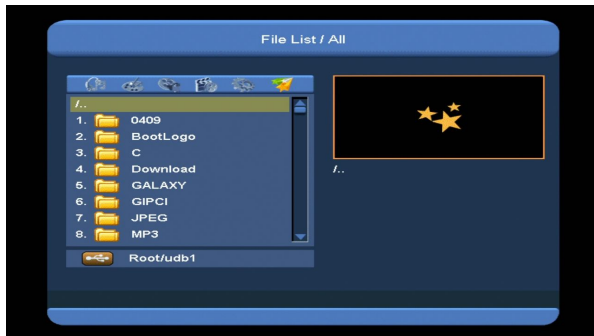 File List / All
/..
1. 0409
2. BootLogo
3. C
4. Download
5. GALAXY
6. GIPCI
7. JPEG
8. MP3
/..
Root/udb1